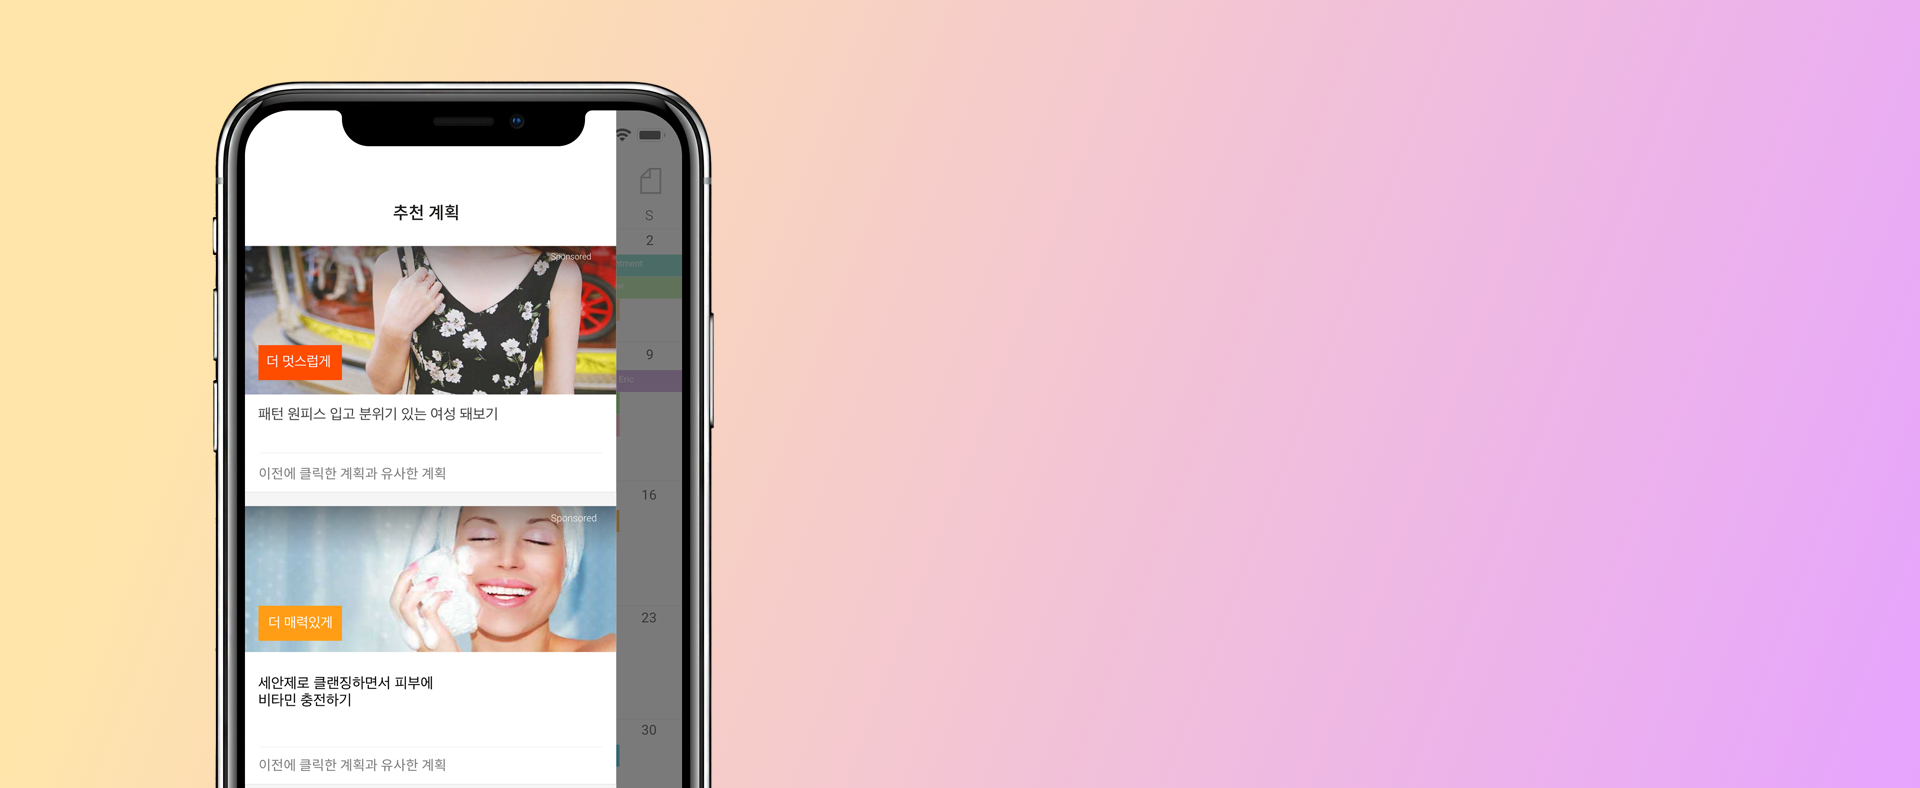 추천 계획
S
2
Sponsored
ntment
더 멋스럽게
9
Eric
패턴 원피스 입고 분위기 있는 여성 돼보기
이전에 클릭한 계획과 유사한 계획
16
Sponsored
더 매력있게
23
세안제로 클랜징하면서 피부에
비타민 충전하기
30
이전에 클릭한 계획과 유사한 계획